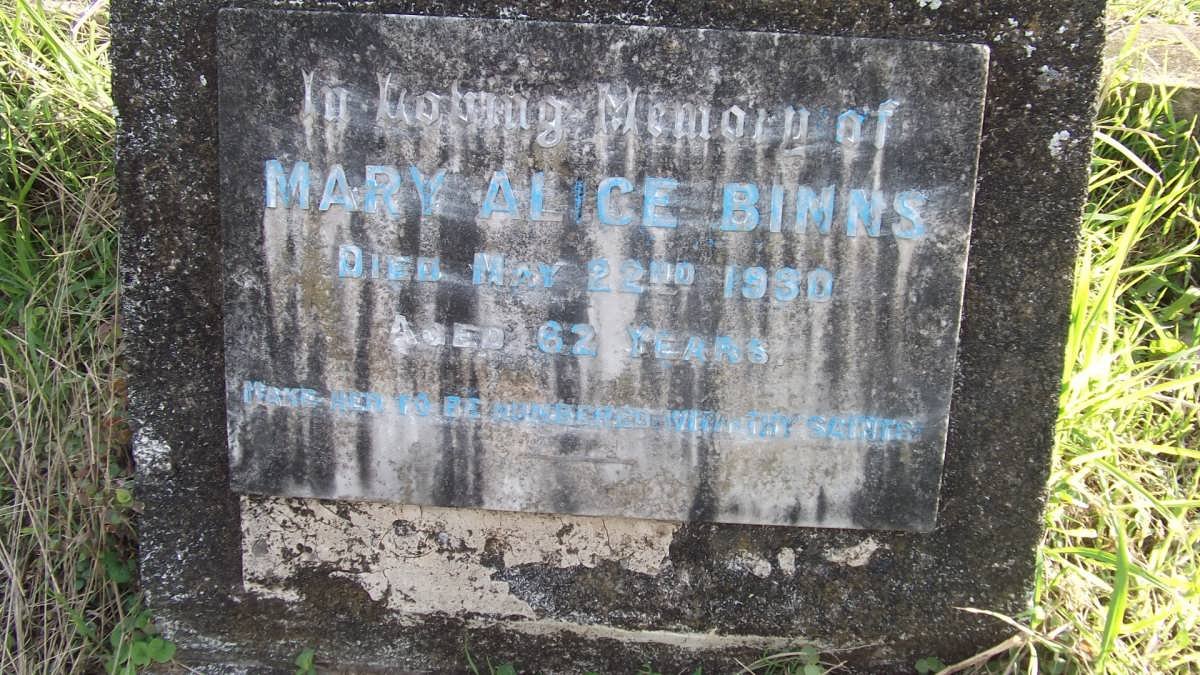 In Loving Memory of
MARY ALICE BINNS
DIED MAY 22ND 1930
AGED 62 YEARS
MAKE HER TO BE NUMBERED WITH THY SAINTS